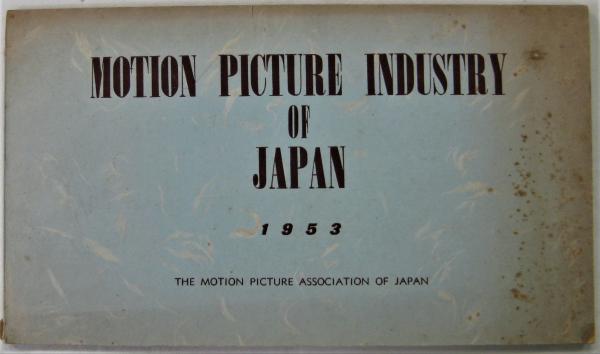 MOTION PICTURE INDUSTRY
OF
JAPAN
1953
THE MOTION PICTURE ASSOCIATION OF JAPAN